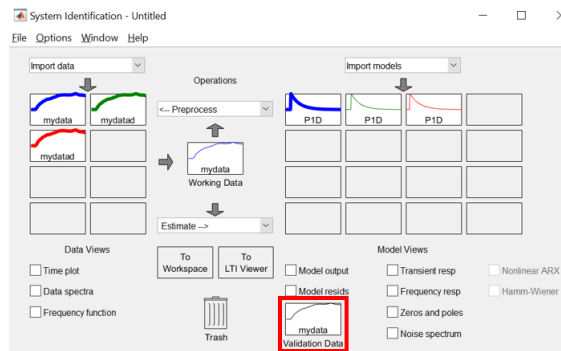 System Identification - Untitled
File Options Window Help
Import data
Import models
Operations
<-- Preprocess
mydata
mydatad
mydatad
mydata
Working Data
P1D
P1D
P1D
Estimate -->
Data Views
To Workspace
To LTI Viewer
Model Views
Time plot
Data spectra
Frequency function
Trash
Model output
Model resids
Transient resp
Frequency resp
Zeros and poles
Noise spectrum
Nonlinear ARX
Hamm-Wiener
mydata
Validation Data